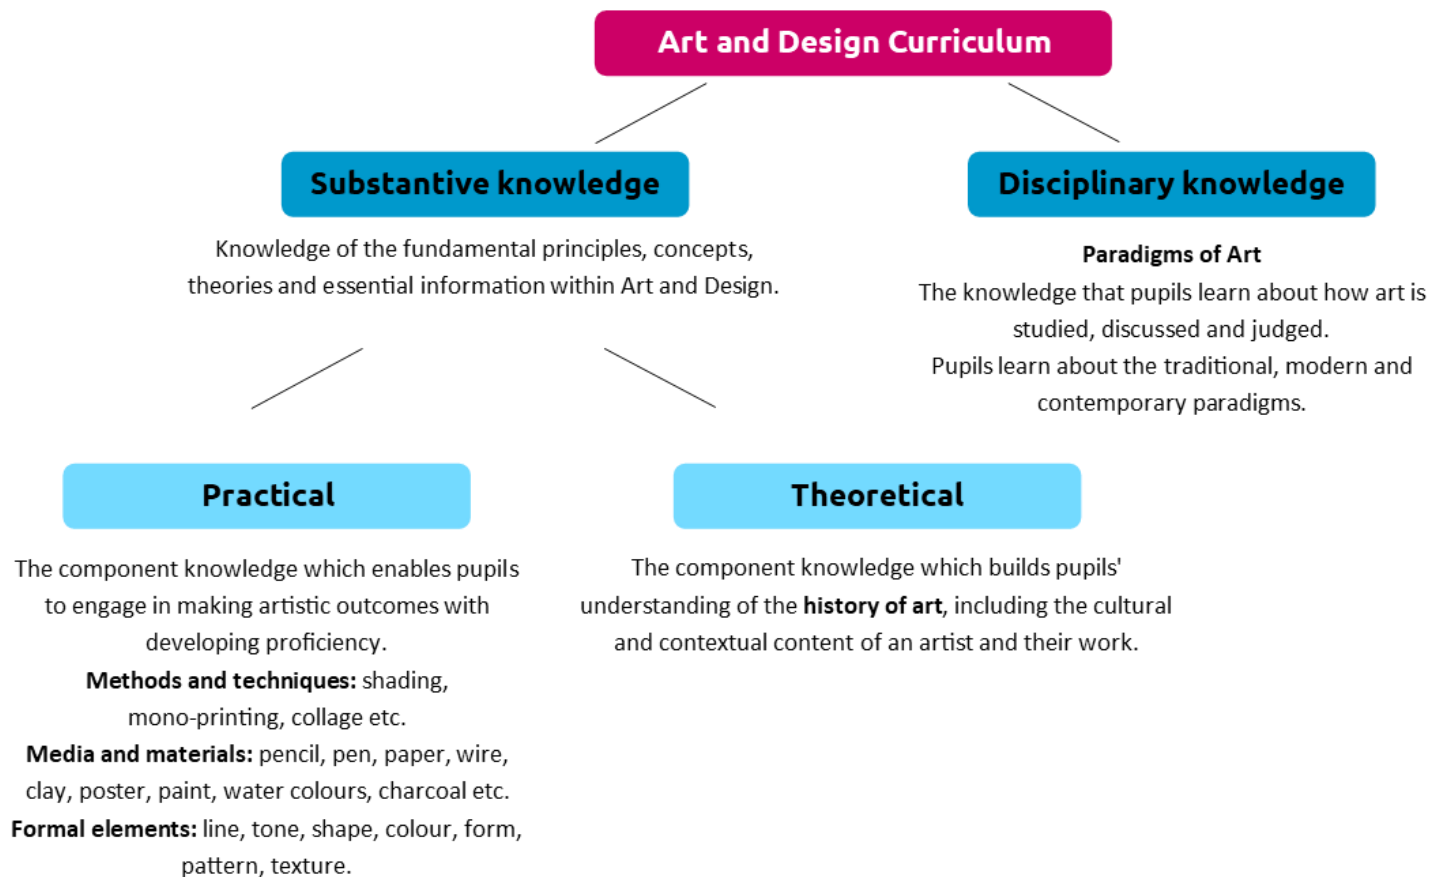 Art and Design Curriculum
Substantive knowledge
Knowledge of the fundamental principles, concepts,
theories and essential information within Art and Design.
Disciplinary knowledge
Paradigms of Art
The knowledge that pupils learn about how art is
studied, discussed and judged.
Pupils learn about the traditional, modern and
contemporary paradigms.
Practical
The component knowledge which enables pupils
to engage in making artistic outcomes with
developing proficiency.
Methods and techniques: shading,
mono-printing, collage etc.
Media and materials: pencil, pen, paper, wire,
clay, poster, paint, water colours, charcoal etc.
Formal elements: line, tone, shape, colour, form,
pattern, texture.
Theoretical
The component knowledge which builds pupils'
understanding of the history of art, including the cultural
and contextual content of an artist and their work.